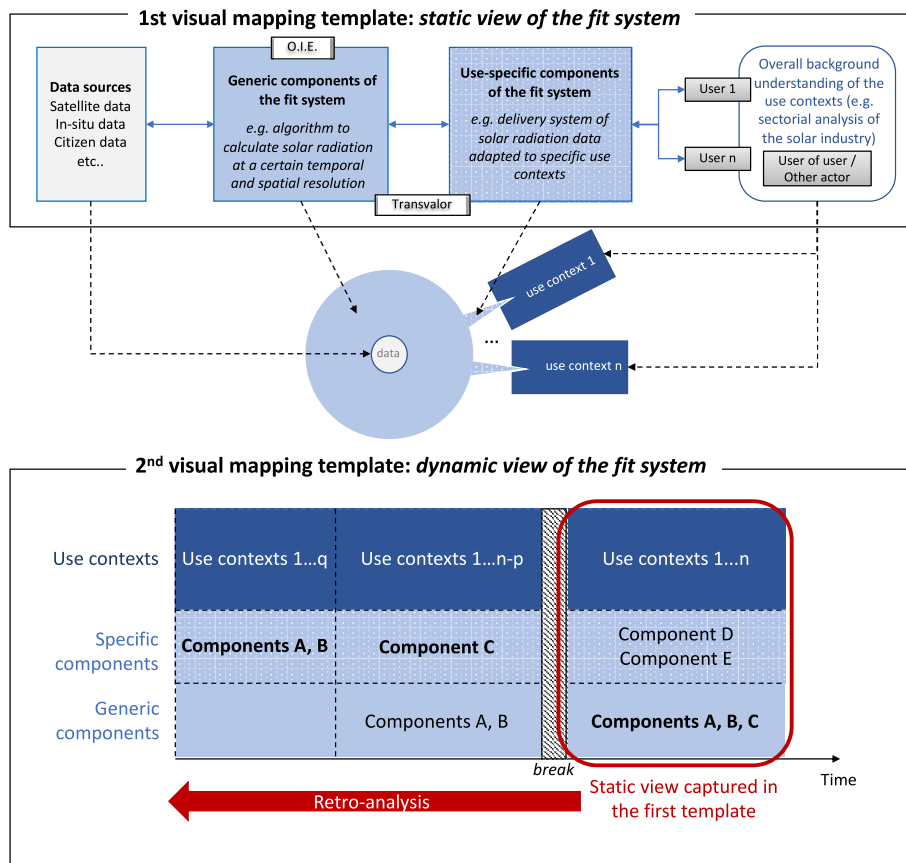 1st visual mapping template: static view of the fit system
O.I.E.
Data sources
Satellite data
In-situ data
Citizen data
etc..
Generic components of
the fit system
e.g. algorithm to
calculate solar radiation
at a certain temporal
and spatial resolution
Use-specific components
of the fit system
e.g. delivery system of
solar radiation data
adapted to specific use
contexts
Transvalor
User 1
User n
Overall background
understanding of the
use contexts (e.g.
sectorial analysis of
the solar industry)
User of user /
Other actor
use context 1
data
...
use context n
2nd visual mapping template: dynamic view of the fit system
Use contexts
Use contexts 1...q
Use contexts 1...n-p
Use contexts 1...n
Specific
components
Components A, B
Component C
Component D
Component E
Generic
components
Components A, B
Components A, B, C
break
Time
Retro-analysis
Static view captured in
the first template